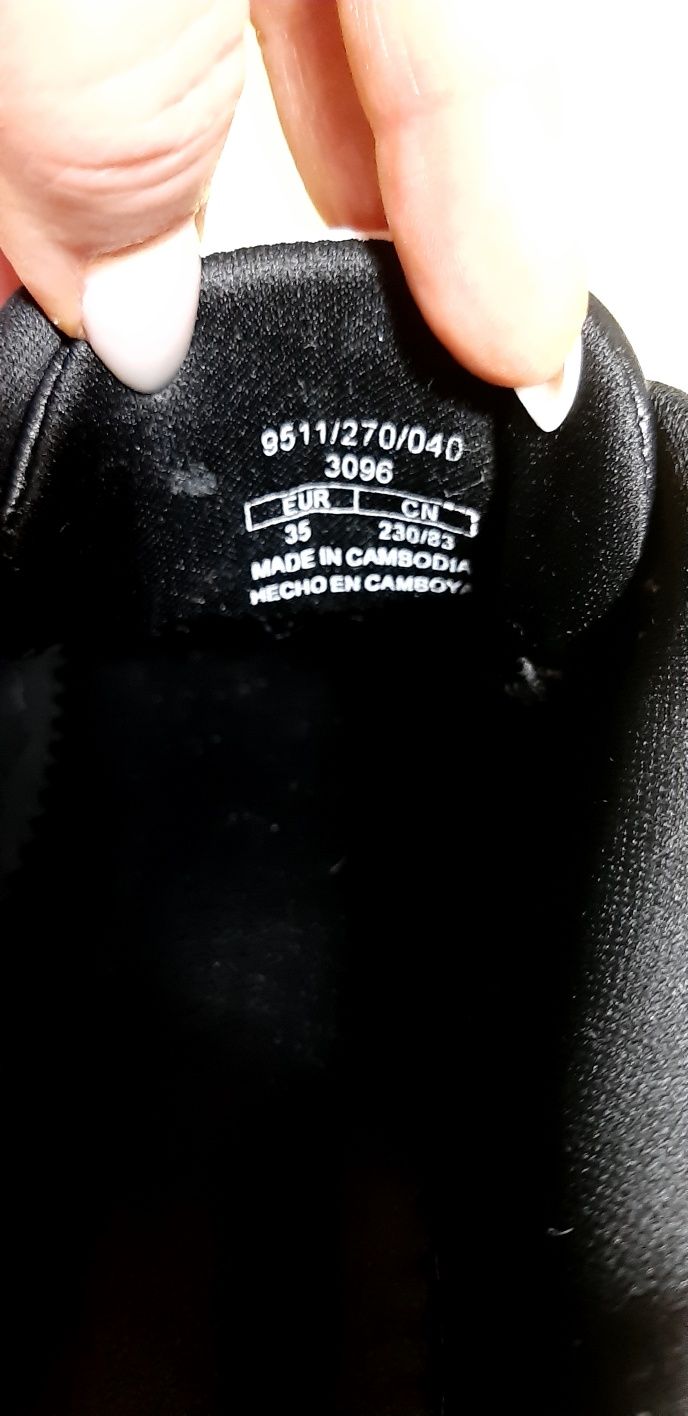 9511/270/040
3096
EUR CN
35 230/83
MADE IN CAMBODIA
HECHO EN CAMBOYA